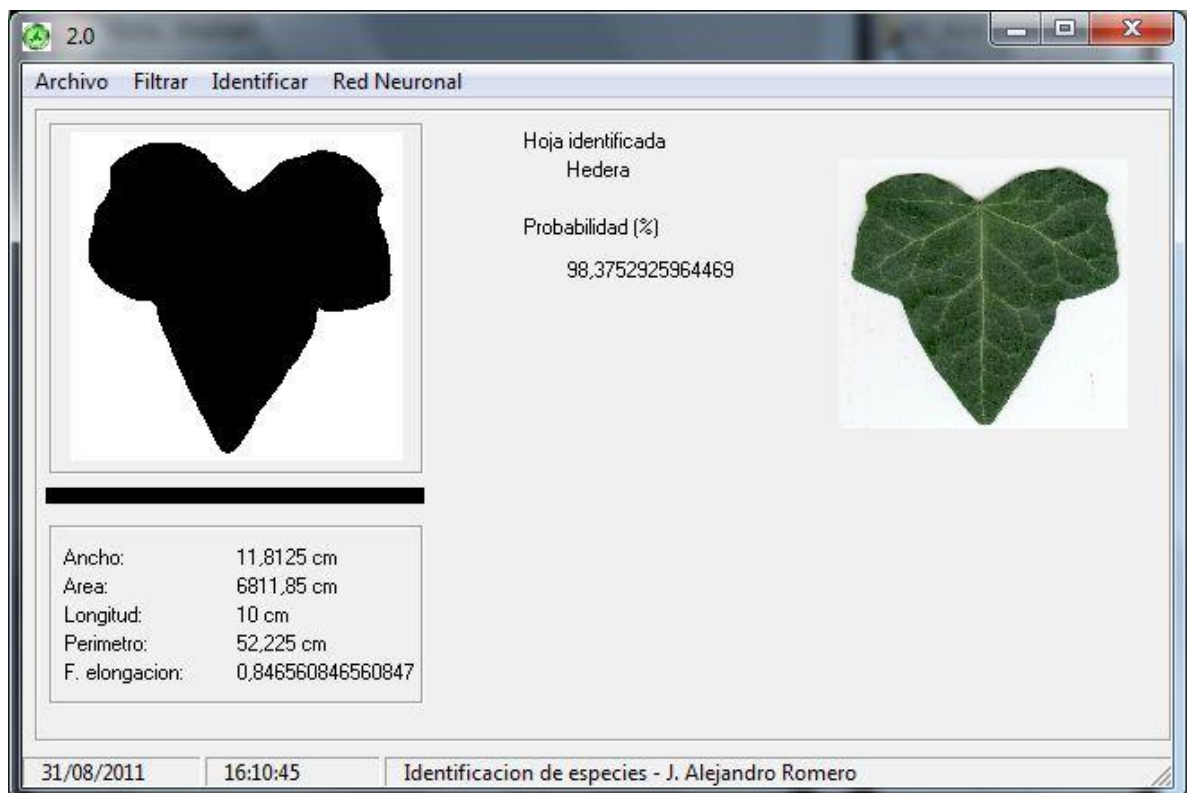 2.0
Archivo Filtrar Identificar Red Neuronal
Hoja identificada
Hedera
Probabilidad (%)
98,3752925964469
Ancho: 11,8125 cm
Area: 6811,85 cm
Longitud: 10 cm
Perimetro: 52,225 cm
F. elongacion: 0,846560846560847
31/08/2011 16:10:45 Identificacion de especies - J. Alejandro Romero